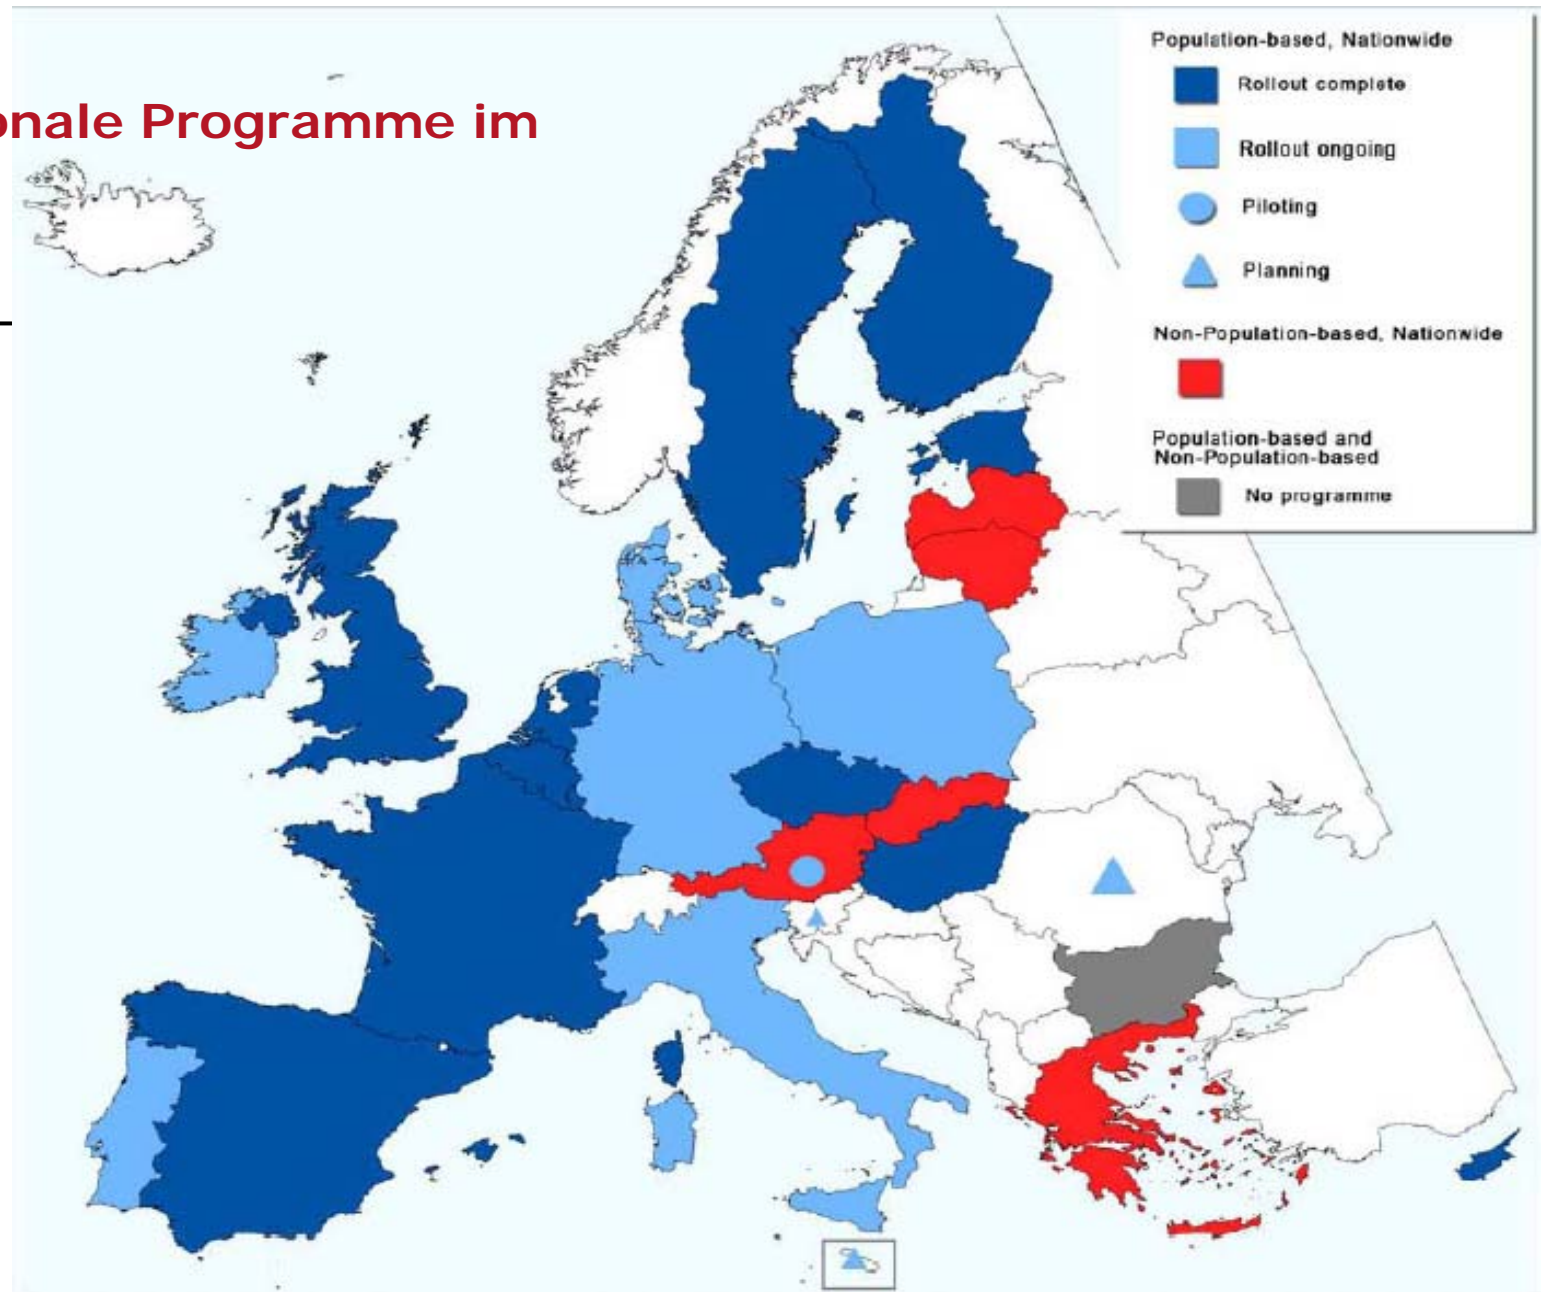 onale Programme im
Population-based, Nationwide
Rollout complete
Rollout ongoing
Piloting
Planning
Non-Population-based, Nationwide
Population-based and
Non-Population-based
No programme